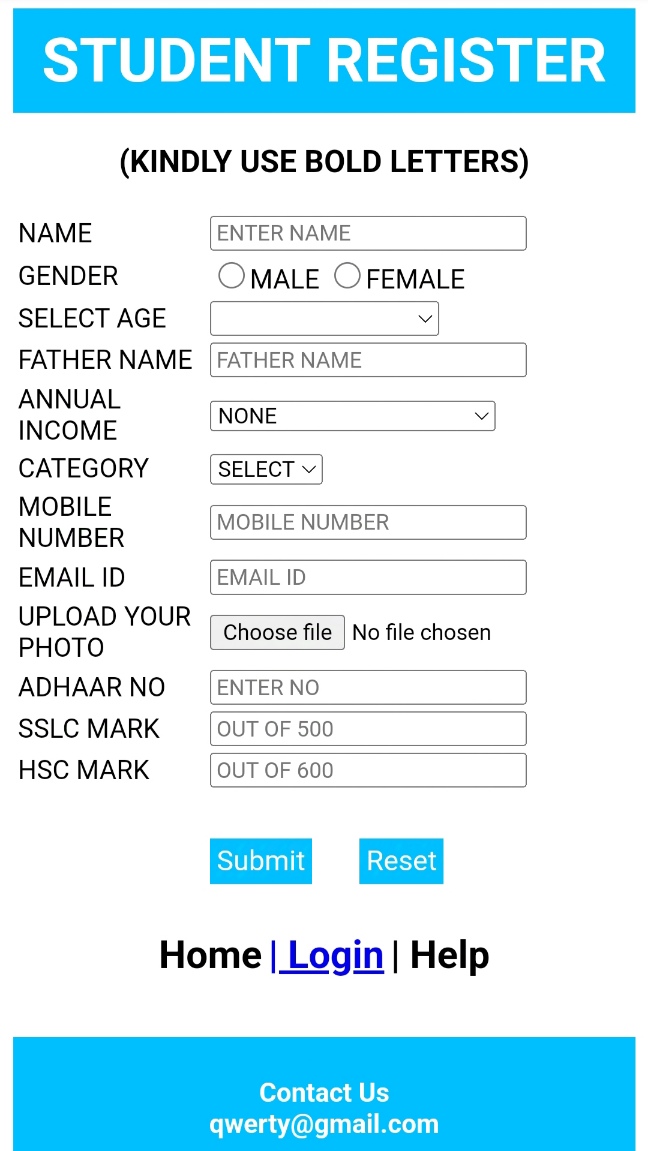 STUDENT REGISTER
(KINDLY USE BOLD LETTERS)
NAME ENTER NAME
GENDER MALE FEMALE
SELECT AGE
FATHER NAME FATHER NAME
ANNUAL
INCOME NONE
CATEGORY SELECT
MOBILE
NUMBER MOBILE NUMBER
EMAIL ID EMAIL ID
UPLOAD YOUR
PHOTO Choose file No file chosen
ADHAAR NO ENTER NO
SSLC MARK OUT OF 500
HSC MARK OUT OF 600
Submit Reset
Home | Login | Help
Contact Us
qwerty@gmail.com